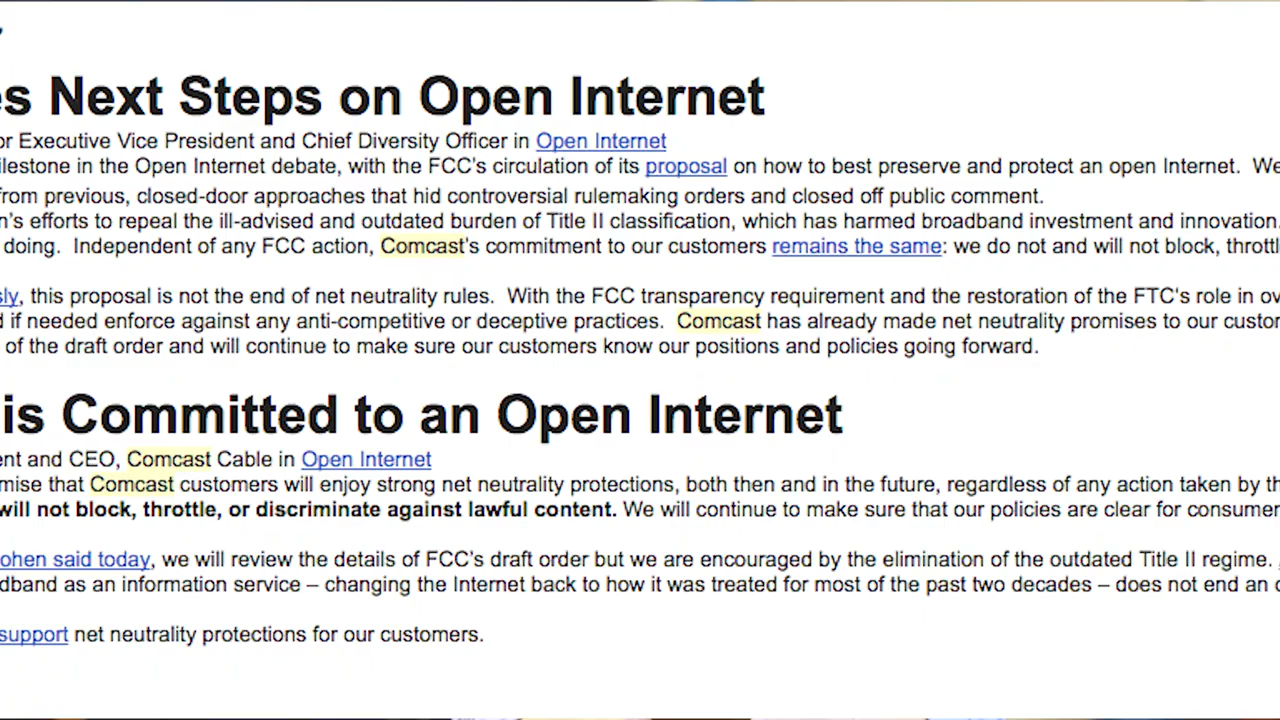 es Next Steps on Open Internet
or Executive Vice President and Chief Diversity Officer in Open Internet
ilestone in the Open Internet debate, with the FCC's circulation of its proposal on how to best preserve and protect an open Internet. We
from previous, closed-door approaches that hid controversial rulemaking orders and closed off public comment.
n's efforts to repeal the ill-advised and outdated burden of Title II classification, which has harmed broadband investment and innovation.
doing. Independent of any FCC action, Comcast's commitment to our customers remains the same: we do not and will not block, throttl
sly, this proposal is not the end of net neutrality rules. With the FCC transparency requirement and the restoration of the FTC's role in ov
d if needed enforce against any anti-competitive or deceptive practices. Comcast has already made net neutrality promises to our custom
of the draft order and will continue to make sure our customers know our positions and policies going forward.
is Committed to an Open Internet
ent and CEO, Comcast Cable in Open Internet
mise that Comcast customers will enjoy strong net neutrality protections, both then and in the future, regardless of any action taken by th
will not block, throttle, or discriminate against lawful content. We will continue to make sure that our policies are clear for consumer
ohen said today, we will review the details of FCC's draft order but we are encouraged by the elimination of the outdated Title II regime.
dband as an information service – changing the Internet back to how it was treated for most of the past two decades – does not end an o
support net neutrality protections for our customers.